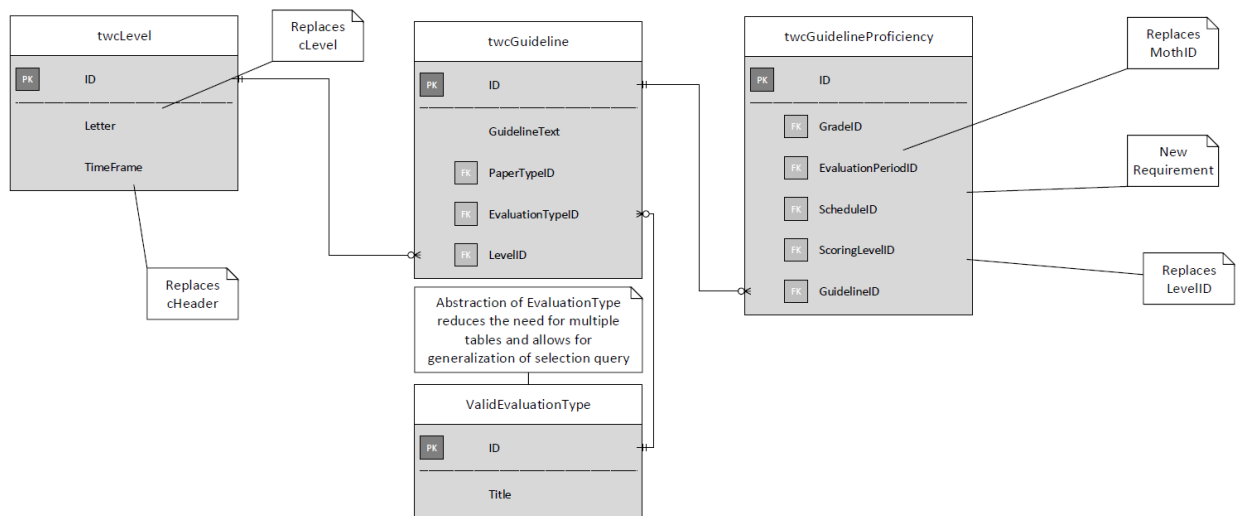 twcLevel
PK
ID
Letter
TimeFrame
Replaces
cLevel
Replaces
cHeader
twcGuideline
PK
ID
GuidelineText
FK
PaperTypeID
FK
EvaluationTypeID
FK
LevelID
Abstraction of EvaluationType
reduces the need for multiple
tables and allows for
generalization of selection query
ValidEvaluationType
PK
ID
Title
twcGuidelineProficiency
PK
ID
FK
GradeID
FK
EvaluationPeriodID
FK
ScheduleID
FK
ScoringLevelID
FK
GuidelineID
Replaces
MothID
New
Requirement
Replaces
LevelID